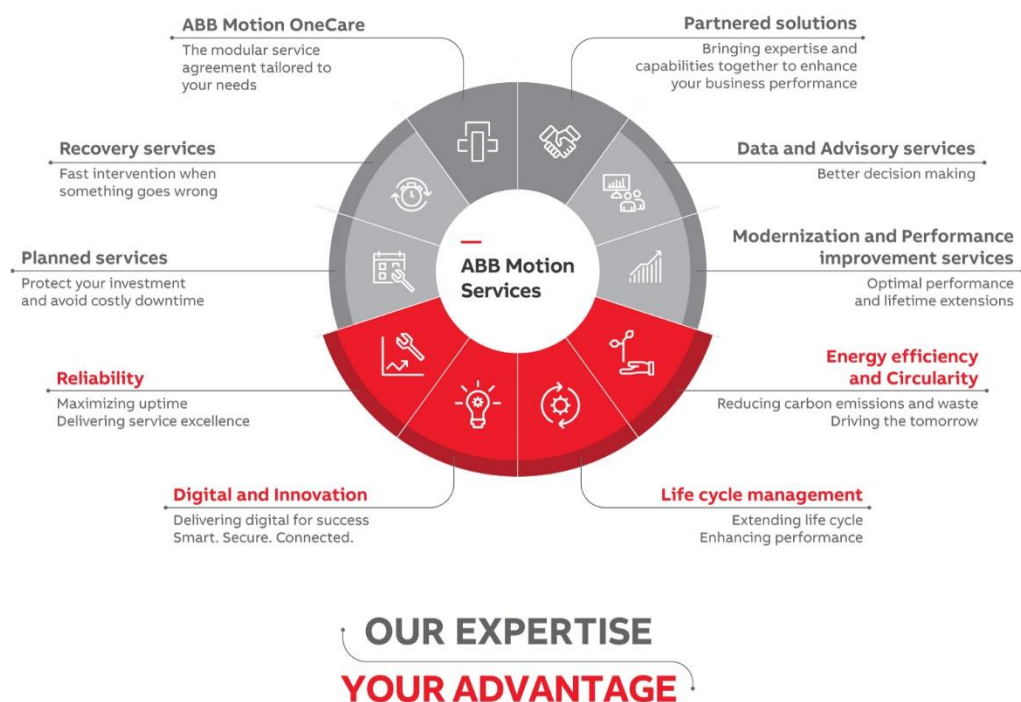 ABB Motion OneCare
The modular service
agreement tailored to
your needs
Partnered solutions
Bringing expertise and
capabilities together to enhance
your business performance
Recovery services
Fast intervention when
something goes wrong
Data and Advisory services
Better decision making
Planned services
Protect your investment
and avoid costly downtime
ABB Motion
Services
Modernization and Performance
improvement services
Optimal performance
and lifetime extensions
Reliability
Maximizing uptime
Delivering service excellence
Energy efficiency
and Circularity
Reducing carbon emissions and waste
Driving the tomorrow
Digital and Innovation
Delivering digital for success
Smart. Secure. Connected.
Life cycle management
Extending life cycle
Enhancing performance
OUR EXPERTISE
YOUR ADVANTAGE